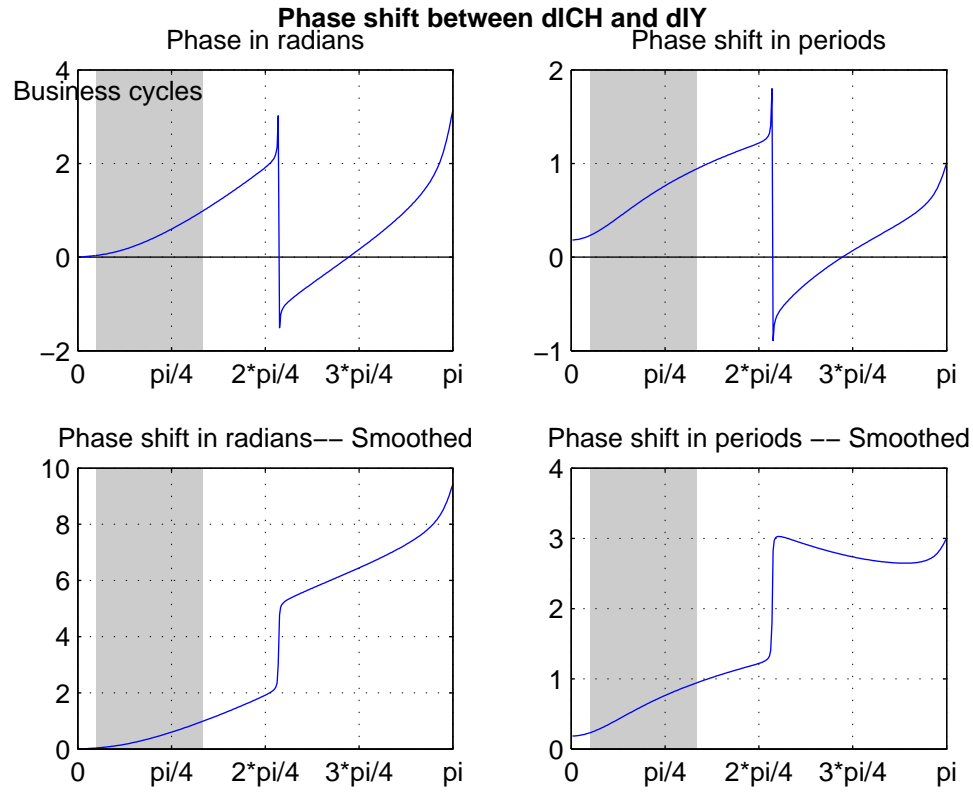 Phase shift between dICH and dIY
Phase in radians
4
2
0
−2
Business cycles
0 pi/4 2*pi/4 3*pi/4 pi
Phase shift in periods
2
1
0
−1
0 pi/4 2*pi/4 3*pi/4 pi
Phase shift in radians−− Smoothed
10
8
6
4
2
0
0 pi/4 2*pi/4 3*pi/4 pi
Phase shift in periods −− Smoothed
4
3
2
1
0
0 pi/4 2*pi/4 3*pi/4 pi